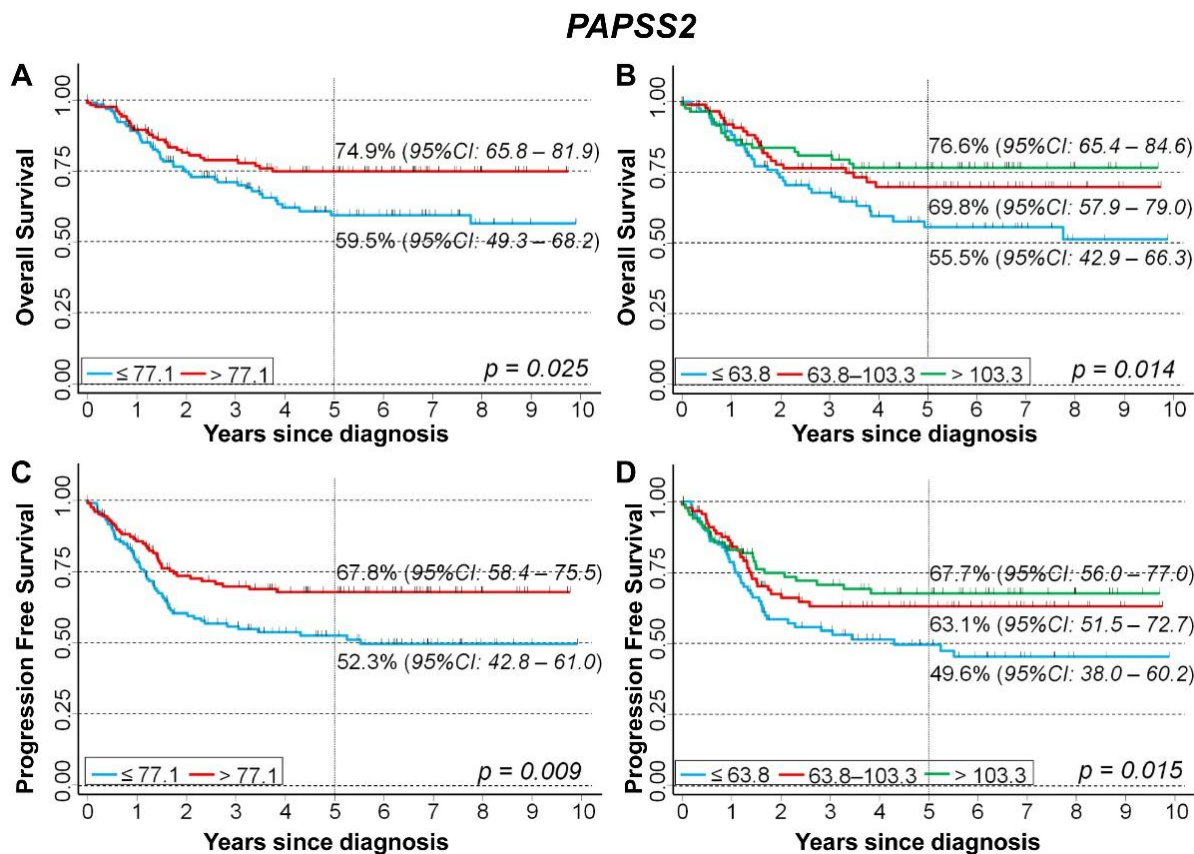 PAPSS2
A
Overall Survival
1.00
0.75
0.50
0.25
0.00
74.9% (95%CI: 65.8 – 81.9)
59.5% (95%CI: 49.3 – 68.2)
≤ 77.1 > 77.1
p = 0.025
0 1 2 3 4 5 6 7 8 9 10
Years since diagnosis
B
Overall Survival
1.00
0.75
0.50
0.25
0.00
76.6% (95%CI: 65.4 – 84.6)
69.8% (95%CI: 57.9 – 79.0)
55.5% (95%CI: 42.9 – 66.3)
≤ 63.8 63.8–103.3 > 103.3
p = 0.014
0 1 2 3 4 5 6 7 8 9 10
Years since diagnosis
C
Progression Free Survival
1.00
0.75
0.50
0.25
0.00
67.8% (95%CI: 58.4 – 75.5)
52.3% (95%CI: 42.8 – 61.0)
≤ 77.1 > 77.1
p = 0.009
0 1 2 3 4 5 6 7 8 9 10
Years since diagnosis
D
Progression Free Survival
1.00
0.75
0.50
0.25
0.00
67.7% (95%CI: 56.0 – 77.0)
63.1% (95%CI: 51.5 – 72.7)
49.6% (95%CI: 38.0 – 60.2)
≤ 63.8 63.8–103.3 > 103.3
p = 0.015
0 1 2 3 4 5 6 7 8 9 10
Years since diagnosis